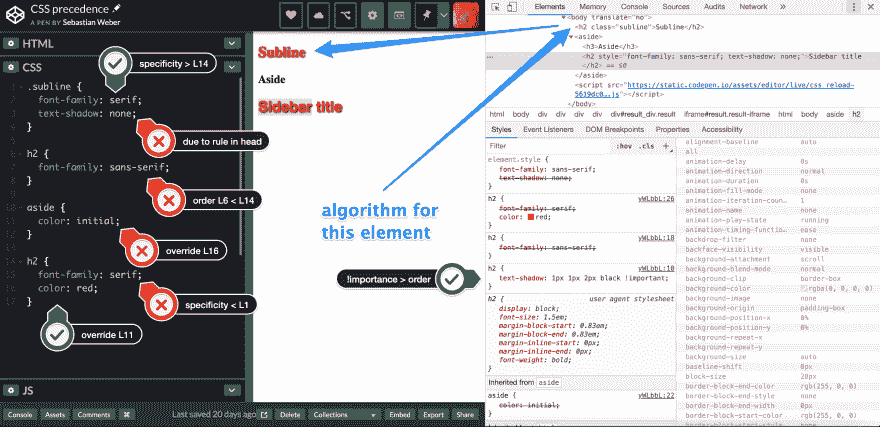 CSS precedence
A PEN BY Sebastian Weber
HTML
CSS
specificity > L14
.subline {
font-family: serif;
text-shadow: none;
}
due to rule in head
h2 {
font-family: sans-serif;
}
order L6 < L14
aside {
color: initial;
}
override L16
h2 {
font-family: serif;
color: red;
}
specificity < L1
override L11
JS
Console Assets Comments ⌘ Last saved 20 days ago Delete Collections Embed Export Share
Subline
Aside
Sidebar title
algorithm for
this element
!importance > order
Elements Memory Console Sources Audits Network »
<body translate="no">
<h2 class="subline">Subline</h2>
<aside>
<h3>Aside</h3>
<h2 style="font-family: sans-serif; text-shadow: none;">Sidebar title
</h2> == $0
</aside>
<script src="https://static.codepen.io/assets/editor/live/css_reload-
"></script>
</body>
html body div div div div#result_div.result iframe#result.result-iframe html body aside h2
Styles Event Listeners DOM Breakpoints Properties Accessibility
Filter :hov .cls +
element.style {
font-family: sans-serif;
text-shadow: none;
}
h2 { yWLbbL:26
font-family: serif;
color: red;
}
h2 { yWLbbL:18
font-family: sans-serif;
}
h2 { yWLbbL:10
text-shadow: 1px 1px 2px black !important;
}
h2 { user agent stylesheet
display: block;
font-size: 1.5em;
margin-block-start: 0.83em;
margin-block-end: 0.83em;
margin-inline-start: 0px;
margin-inline-end: 0px;
font-weight: bold;
}
Inherited from aside
aside { yWLbbL:22
color: initial;
alignment-baseline auto
all
animation-delay 0s
animation-direction normal
animation-duration 0s
animation-fill-mode none
animation-iteration-coun… 1
animation-name none
animation-play-state running
animation-timing-functio… ease
backdrop-filter none
backface-visibility visible
background-attachment scroll
background-blend-mode normal
background-clip border-box
background-color rgba(0, 0, 0, 0)
background-image none
background-origin padding-box
background-position-x 0%
background-position-y 0%
background-repeat-x
background-repeat-y
background-size auto
baseline-shift 0px
block-size 20px
border-block-end-color rgb(255, 0, 0)
border-block-end-style none
border-block-end-width 0px
border-block-start-color rgb(255, 0, 0)